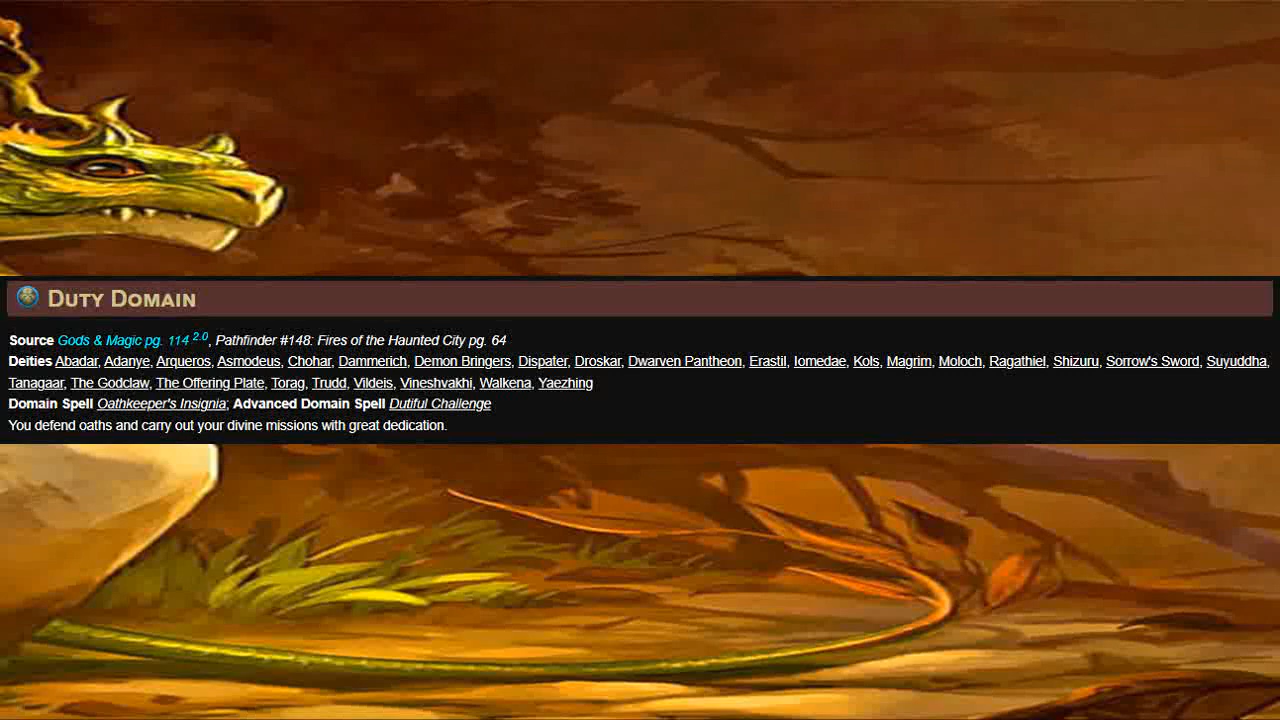 Duty Domain
Source Gods & Magic pg. 114 2.0, Pathfinder #148: Fires of the Haunted City pg. 64
Deities Abadar, Adanye, Arqueros, Asmodeus, Chohar, Dammerich, Demon Bringers, Dispater, Droskar, Dwarven Pantheon, Erastil, Iomedae, Kols, Magrim, Moloch, Ragathiel, Shizuru, Sorrow's Sword, Suyuddha,
Tanagaar, The Godclaw, The Offering Plate, Torag, Trudd, Vildeis, Vineshvakhi, Walkena, Yaezhing
Domain Spell Oathkeeper's Insignia; Advanced Domain Spell Dutiful Challenge
You defend oaths and carry out your divine missions with great dedication.